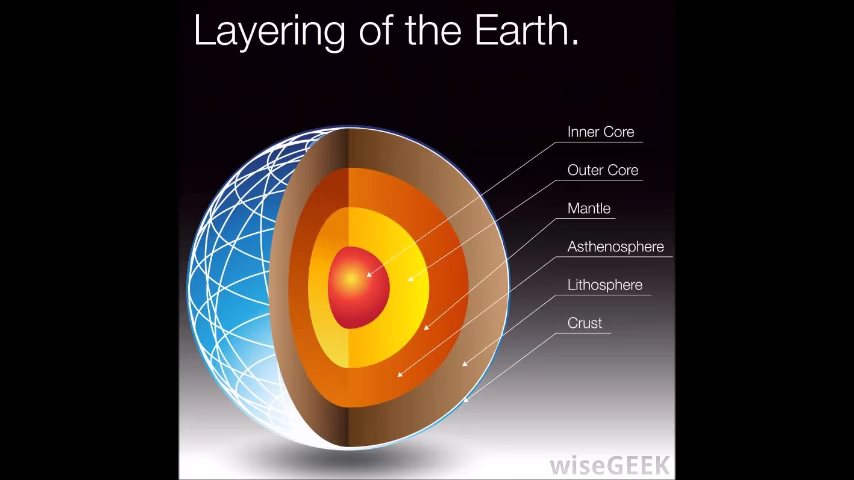 Layering of the Earth.
Inner Core
Outer Core
Mantle
Asthenosphere
Lithosphere
Crust
wiseGEEK